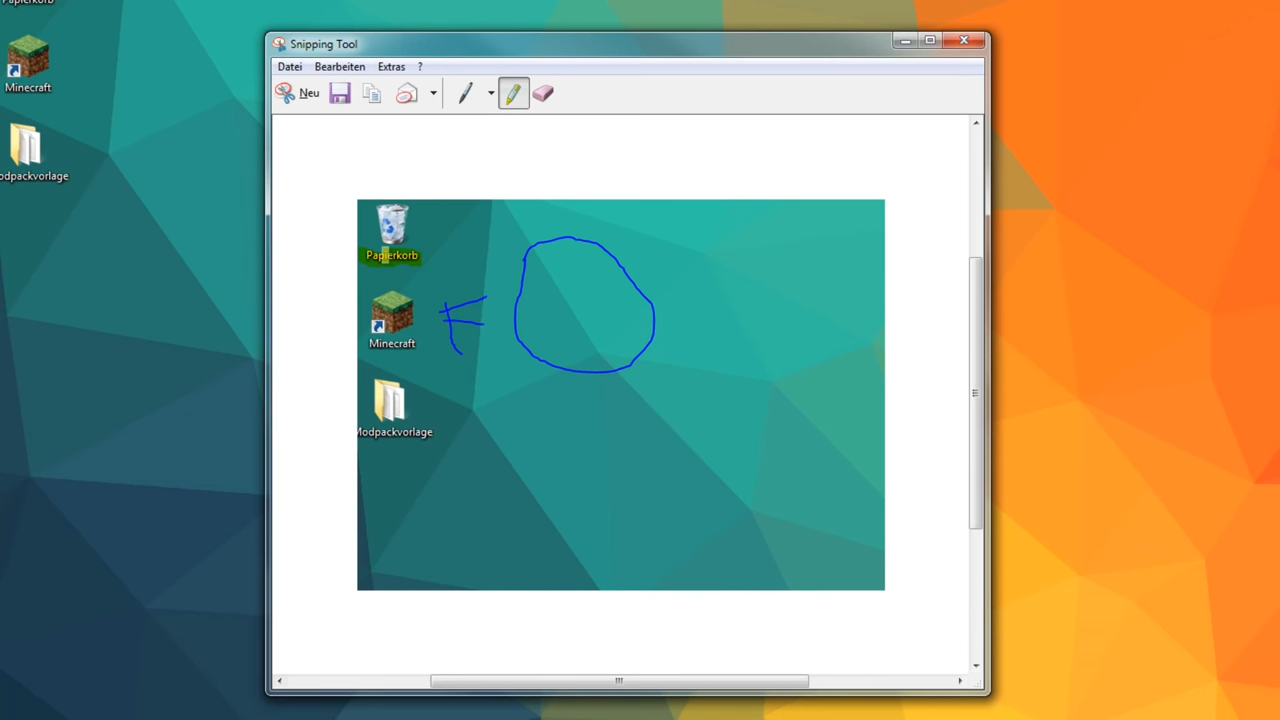 Papierkorb
Minecraft
odpackvorlage
Snipping Tool
Datei Bearbeiten Extras ?
Neu
Papierkorb
Minecraft
Modpackvorlage